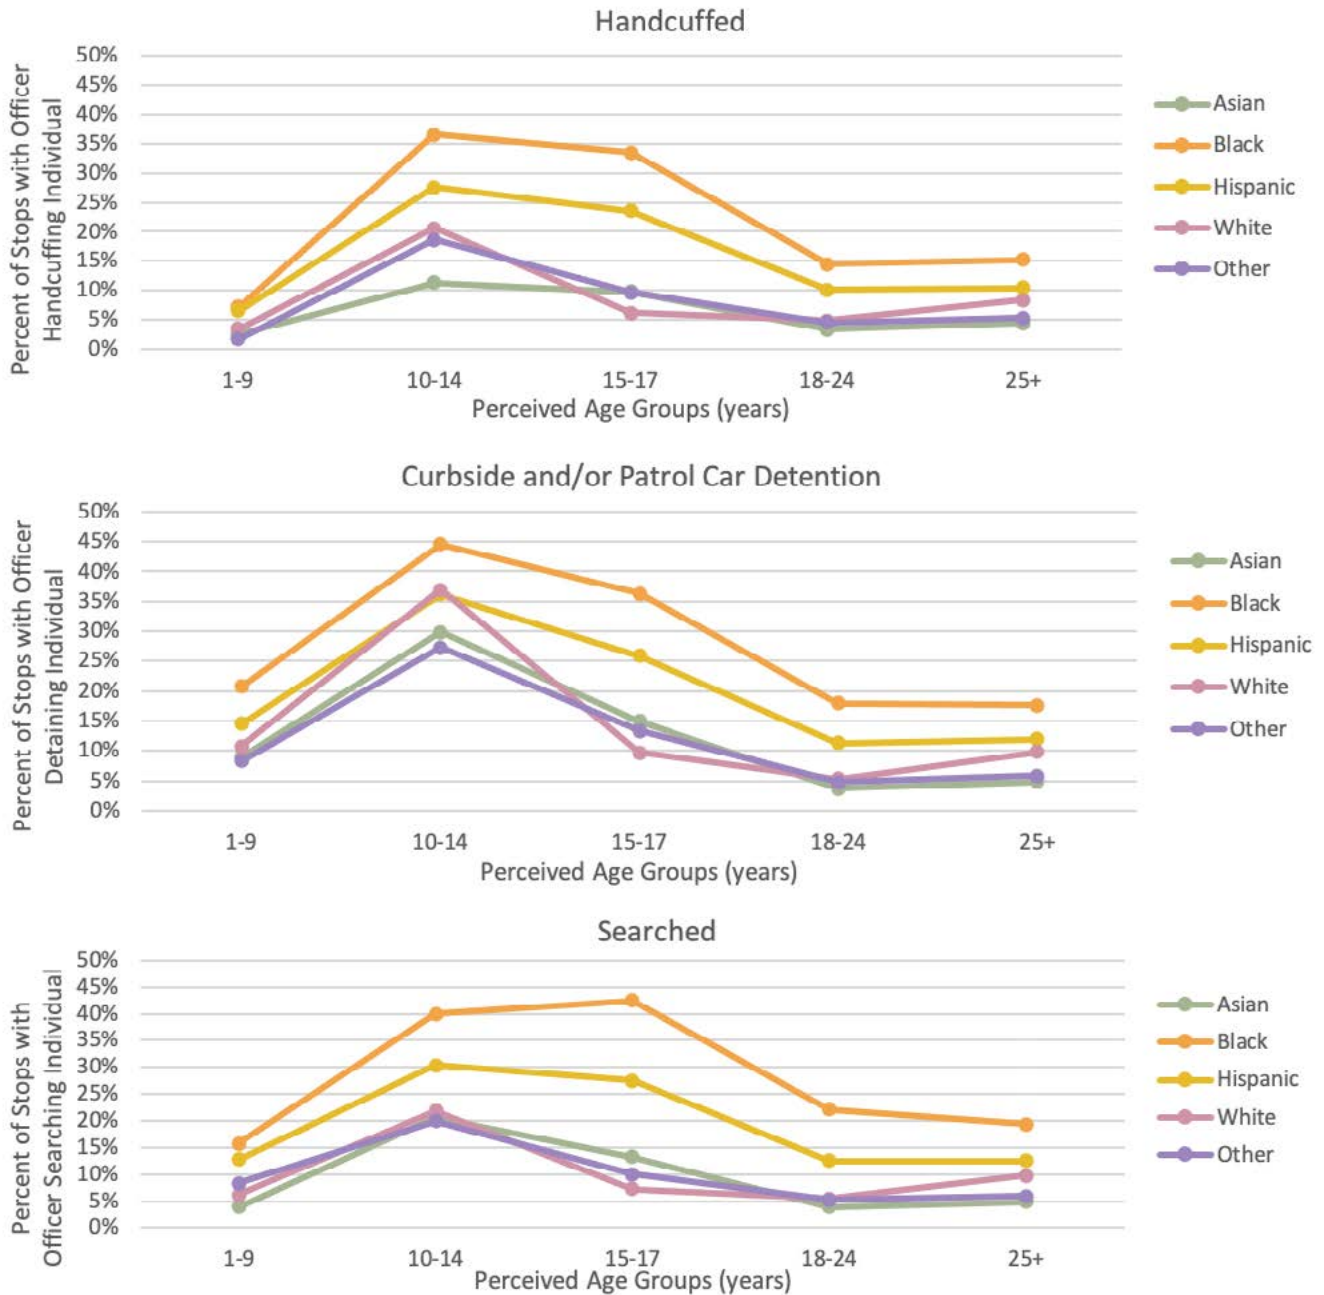 Handcuffed
Percent of Stops with Officer
Handcuffing Individual
50%
45%
40%
35%
30%
25%
20%
15%
10%
5%
0%
1-9
10-14
15-17
18-24
25+
Perceived Age Groups (years)
Asian
Black
Hispanic
White
Other
Curbside and/or Patrol Car Detention
Percent of Stops with Officer
Detaining Individual
50%
45%
40%
35%
30%
25%
20%
15%
10%
5%
0%
1-9
10-14
15-17
18-24
25+
Perceived Age Groups (years)
Asian
Black
Hispanic
White
Other
Searched
Percent of Stops with
Officer Searching Individual
50%
45%
40%
35%
30%
25%
20%
15%
10%
5%
0%
1-9
10-14
15-17
18-24
25+
Perceived Age Groups (years)
Asian
Black
Hispanic
White
Other